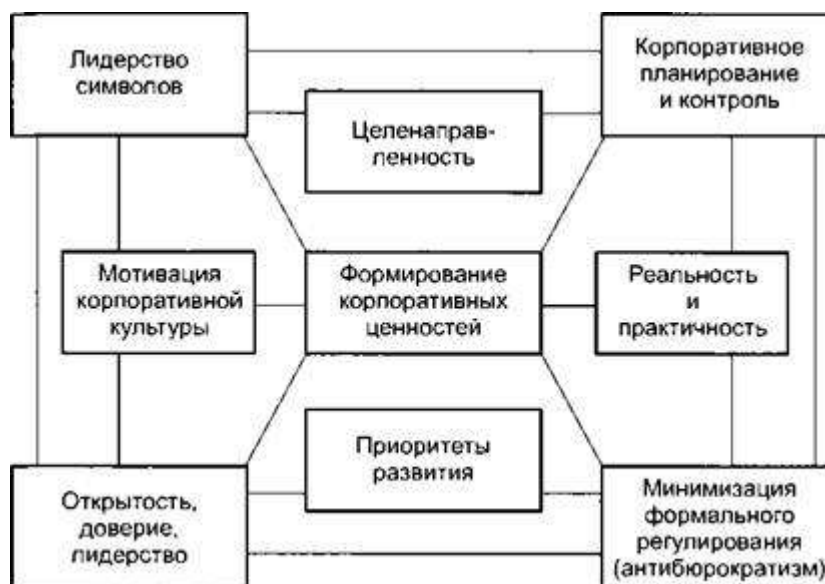 Лидерство
символов
Корпоративное
планирование
и контроль
Целенаправ-
ленность
Мотивация
корпоративной
культуры
Формирование
корпоративных
ценностей
Реальность
и
практичность
Приоритеты
развития
Открытость,
доверие,
лидерство
Минимизация
формального
регулирования
(антибюрократизм)